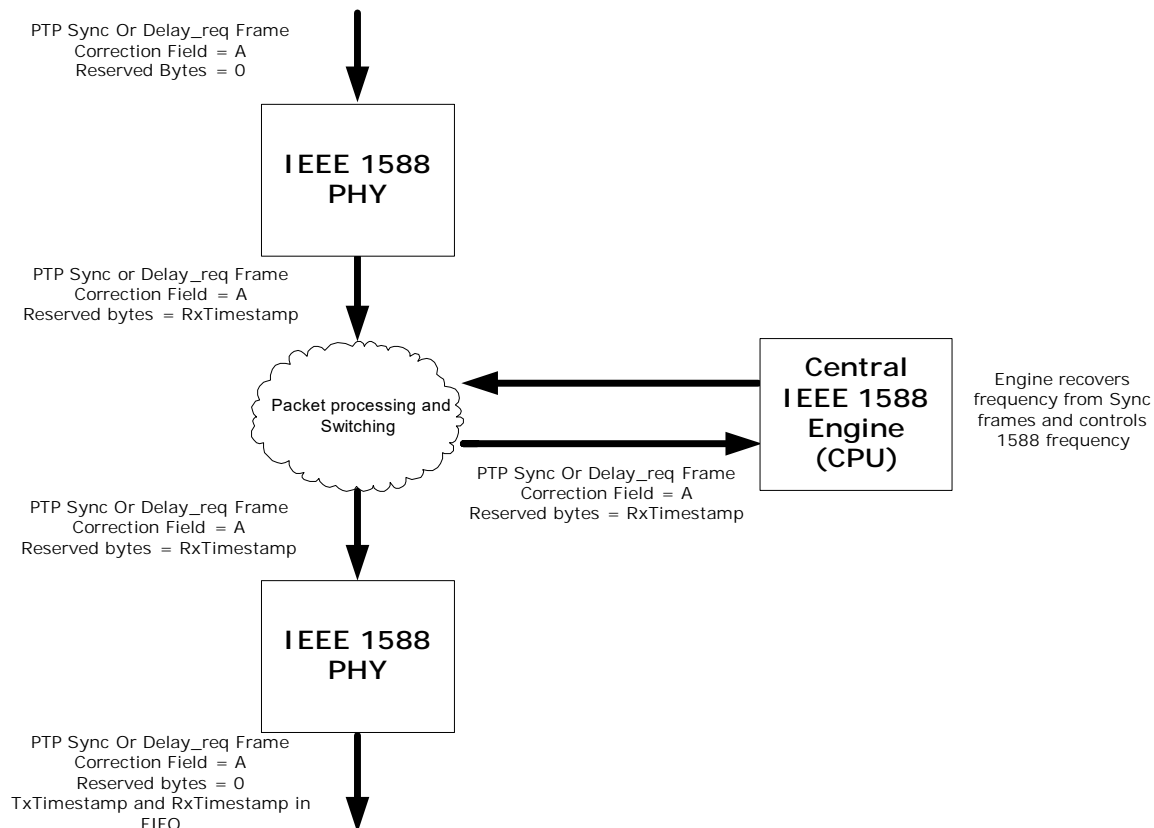 PTP Sync Or Delay_req Frame
Correction Field = A
Reserved Bytes = 0
IEEE 1588
PHY
PTP Sync or Delay_req Frame
Correction Field = A
Reserved bytes = RxTimestamp
Packet processing and
Switching
Central
IEEE 1588
Engine
(CPU)
Engine recovers
frequency from Sync
frames and controls
1588 frequency
PTP Sync Or Delay_req Frame
Correction Field = A
Reserved bytes = RxTimestamp
PTP Sync Or Delay_req Frame
Correction Field = A
Reserved bytes = RxTimestamp
IEEE 1588
PHY
PTP Sync Or Delay_req Frame
Correction Field = A
Reserved bytes = 0
TxTimestamp and RxTimestamp in
FIFO